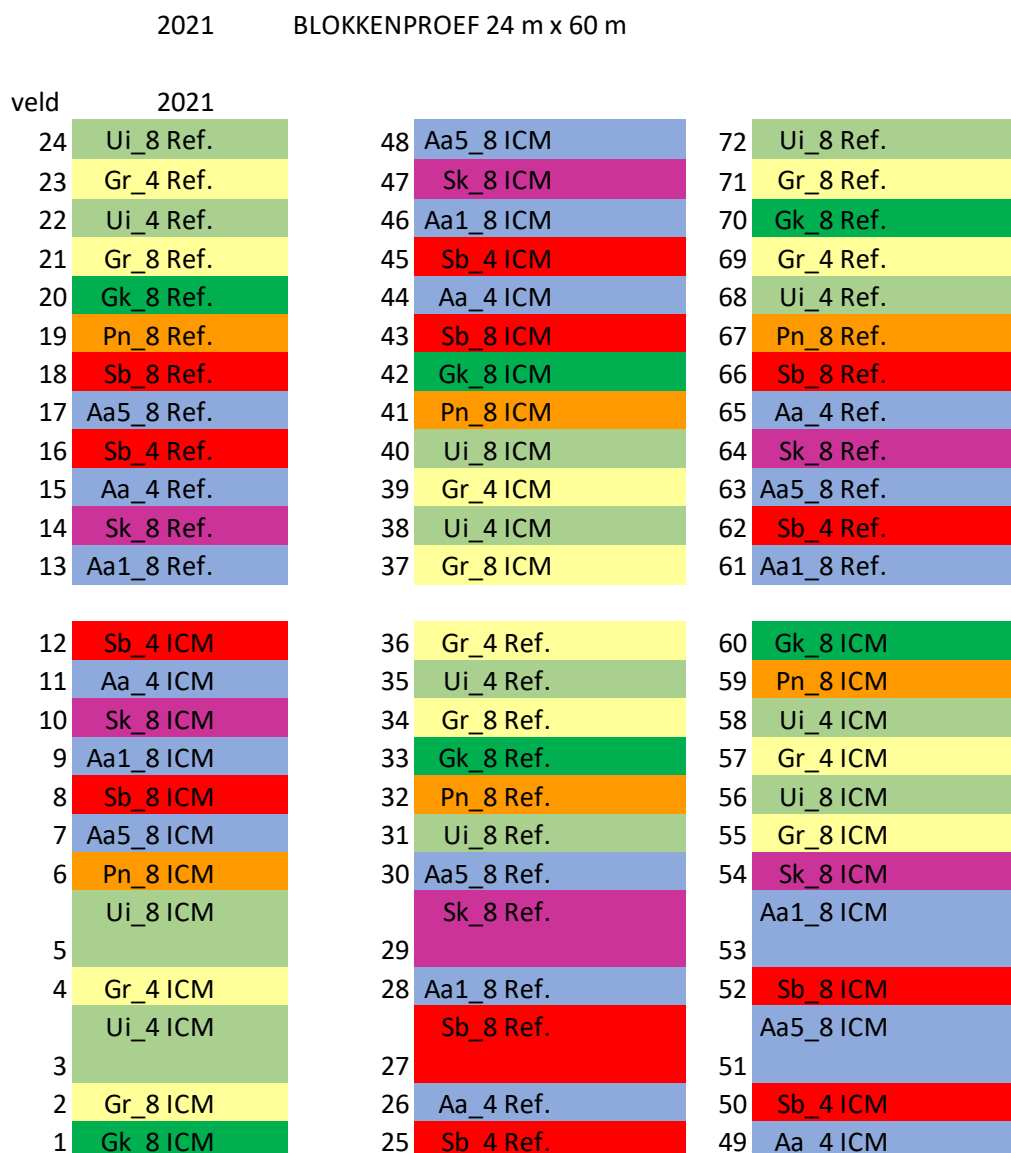 2021 BLOKKENPROEF 24 m x 60 m
veld 2021
24 Ui_8 Ref. 48 Aa5_8 ICM 72 Ui_8 Ref.
23 Gr_4 Ref. 47 Sk_8 ICM 71 Gr_8 Ref.
22 Ui_4 Ref. 46 Aa1_8 ICM 70 Gk_8 Ref.
21 Gr_8 Ref. 45 Sb_4 ICM 69 Gr_4 Ref.
20 Gk_8 Ref. 44 Aa_4 ICM 68 Ui_4 Ref.
19 Pn_8 Ref. 43 Sb_8 ICM 67 Pn_8 Ref.
18 Sb_8 Ref. 42 Gk_8 ICM 66 Sb_8 Ref.
17 Aa5_8 Ref. 41 Pn_8 ICM 65 Aa_4 Ref.
16 Sb_4 Ref. 40 Ui_8 ICM 64 Sk_8 Ref.
15 Aa_4 Ref. 39 Gr_4 ICM 63 Aa5_8 Ref.
14 Sk_8 Ref. 38 Ui_4 ICM 62 Sb_4 Ref.
13 Aa1_8 Ref. 37 Gr_8 ICM 61 Aa1_8 Ref.
12 Sb_4 ICM 36 Gr_4 Ref. 60 Gk_8 ICM
11 Aa_4 ICM 35 Ui_4 Ref. 59 Pn_8 ICM
10 Sk_8 ICM 34 Gr_8 Ref. 58 Ui_4 ICM
9 Aa1_8 ICM 33 Gk_8 Ref. 57 Gr_4 ICM
8 Sb_8 ICM 32 Pn_8 Ref. 56 Ui_8 ICM
7 Aa5_8 ICM 31 Ui_8 Ref. 55 Gr_8 ICM
6 Pn_8 ICM 30 Aa5_8 Ref. 54 Sk_8 ICM
5 Ui_8 ICM 29 Sk_8 Ref. 53 Aa1_8 ICM
4 Gr_4 ICM 28 Aa1_8 Ref. 52 Sb_8 ICM
3 Ui_4 ICM 27 Sb_8 Ref. 51 Aa5_8 ICM
2 Gr_8 ICM 26 Aa_4 Ref. 50 Sb_4 ICM
1 Gk_8 ICM 25 Sb_4 Ref. 49 Aa_4 ICM